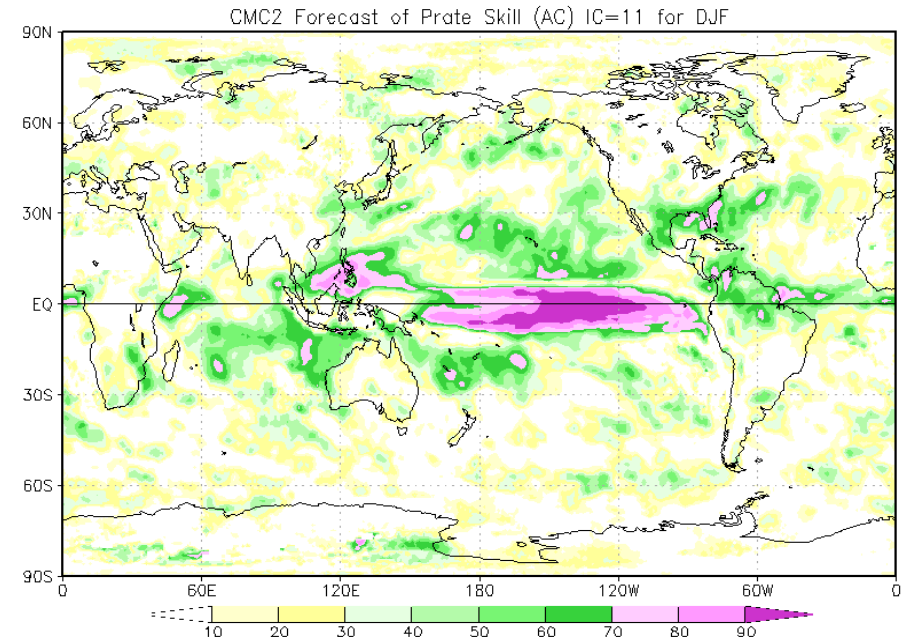 CMC2 Forecast of Prate Skill (AC) IC=11 for DJF
90N
60N
30N
EQ
30S
60S
90S
0 60E 120E 180 120W 60W 0
10 20 30 40 50 60 70 80 90